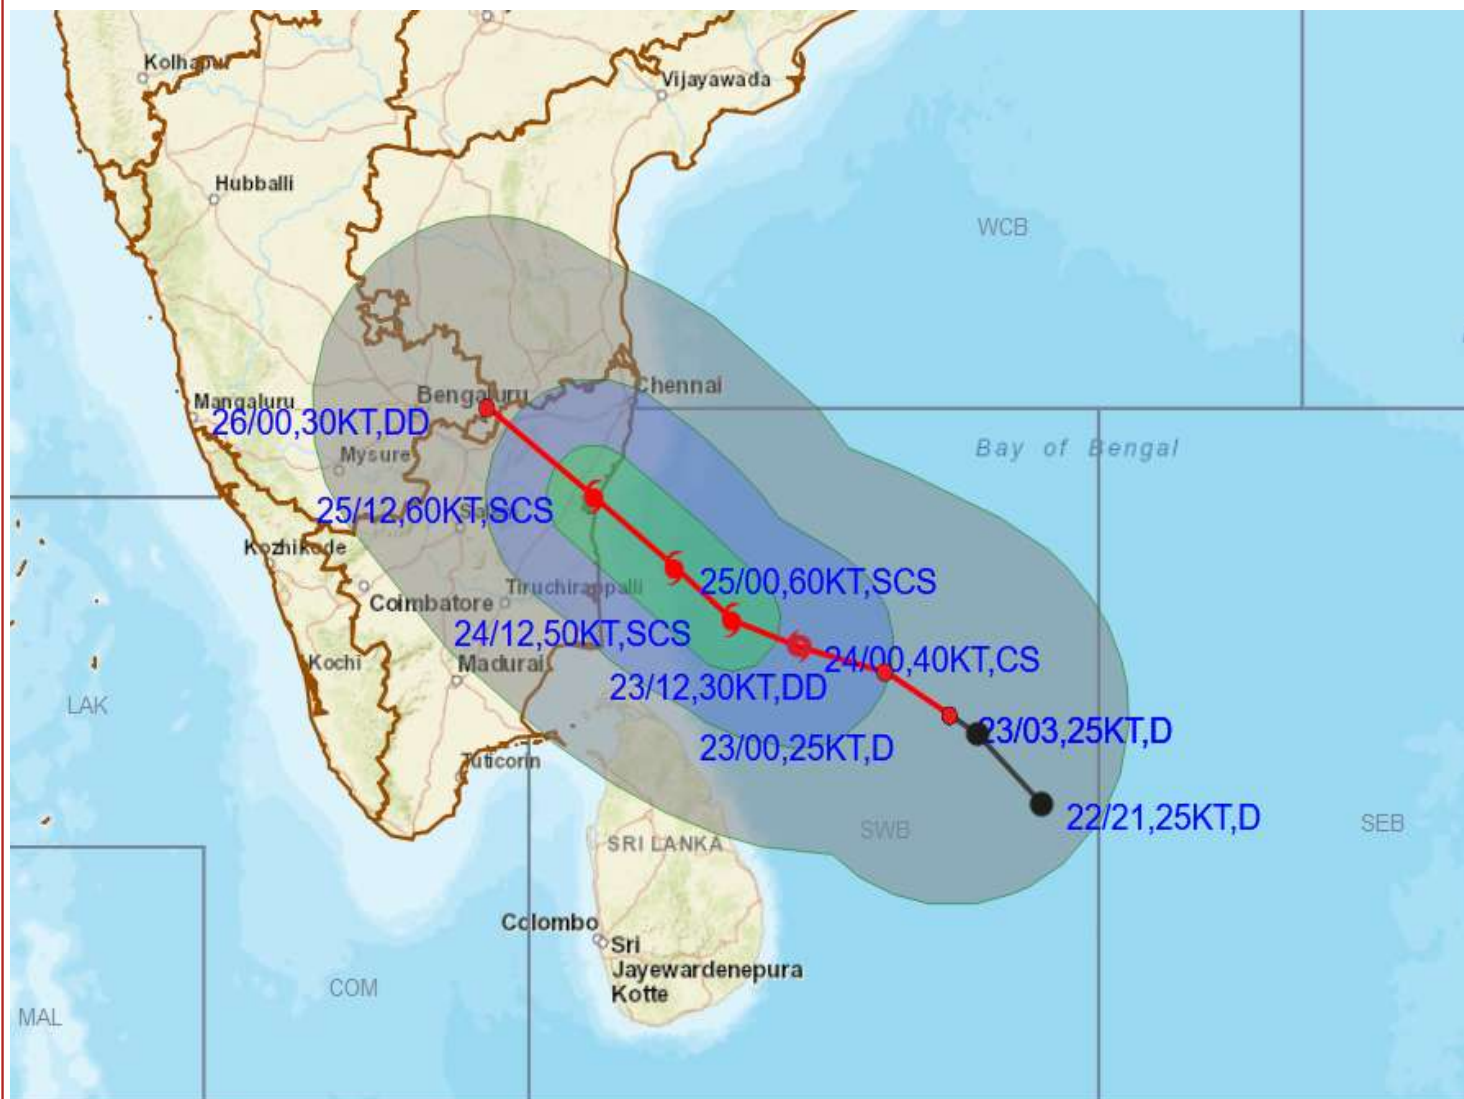 Kolhapur
Vijayawada
Hubballi
WCB
Chennai
Bengaluru
Mangaluru
26/00,30KT,DD
Bay of Bengal
Mysure
25/12,60KT,SCS
Salem
Kozhikode
25/00,60KT,SCS
Tiruchirappalli
Coimbatore
24/12,50KT,SCS
24/00,40KT,CS
Kochi
Madurai
23/12,30KT,DD
LAK
23/03,25KT,D
23/00,25KT,D
Tuticorin
22/21,25KT,D
SEB
SWB
SRI LANKA
Colombo
Sri
Jayewardenepura
Kotte
COM
MAL